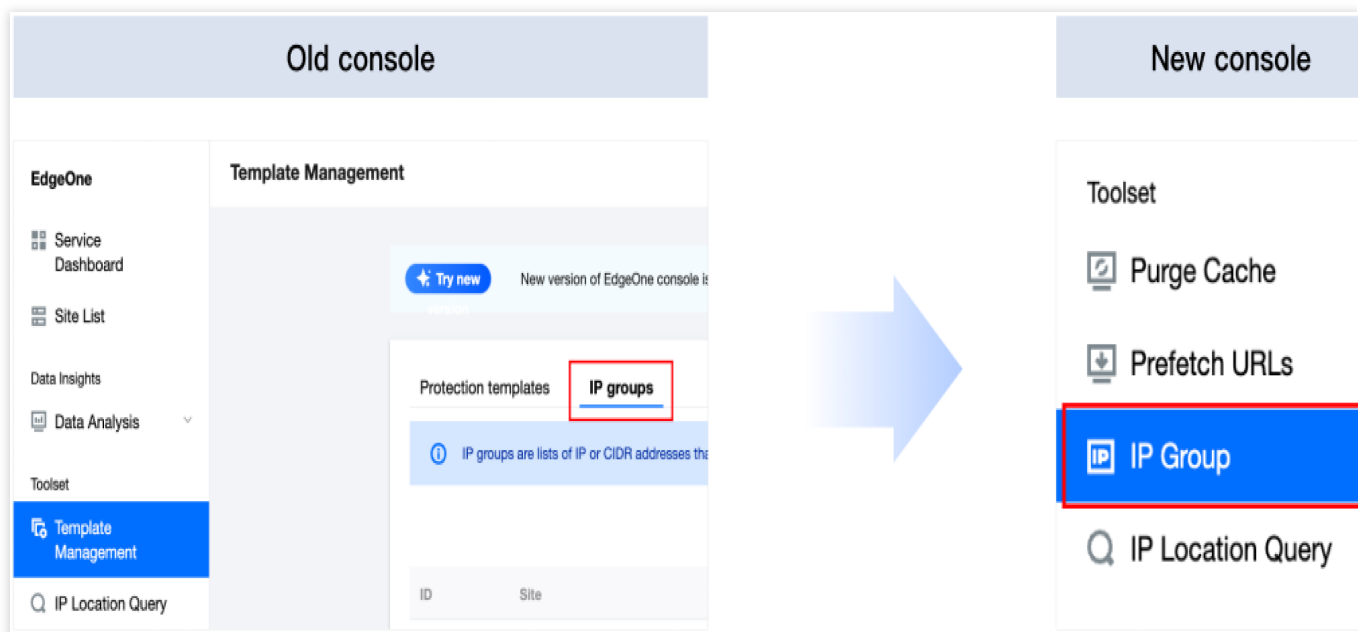 Old console
New console
EdgeOne
Service
Dashboard
Site List
Data Insights
Data Analysis
Toolset
Template
Management
IP Location Query
Template Management
Try new
version
New version of EdgeOne console is
Protection templates
IP groups
IP groups are lists of IP or CIDR addresses tha
ID
Site
Toolset
Purge Cache
Prefetch URLs
IP
IP Group
IP Location Query